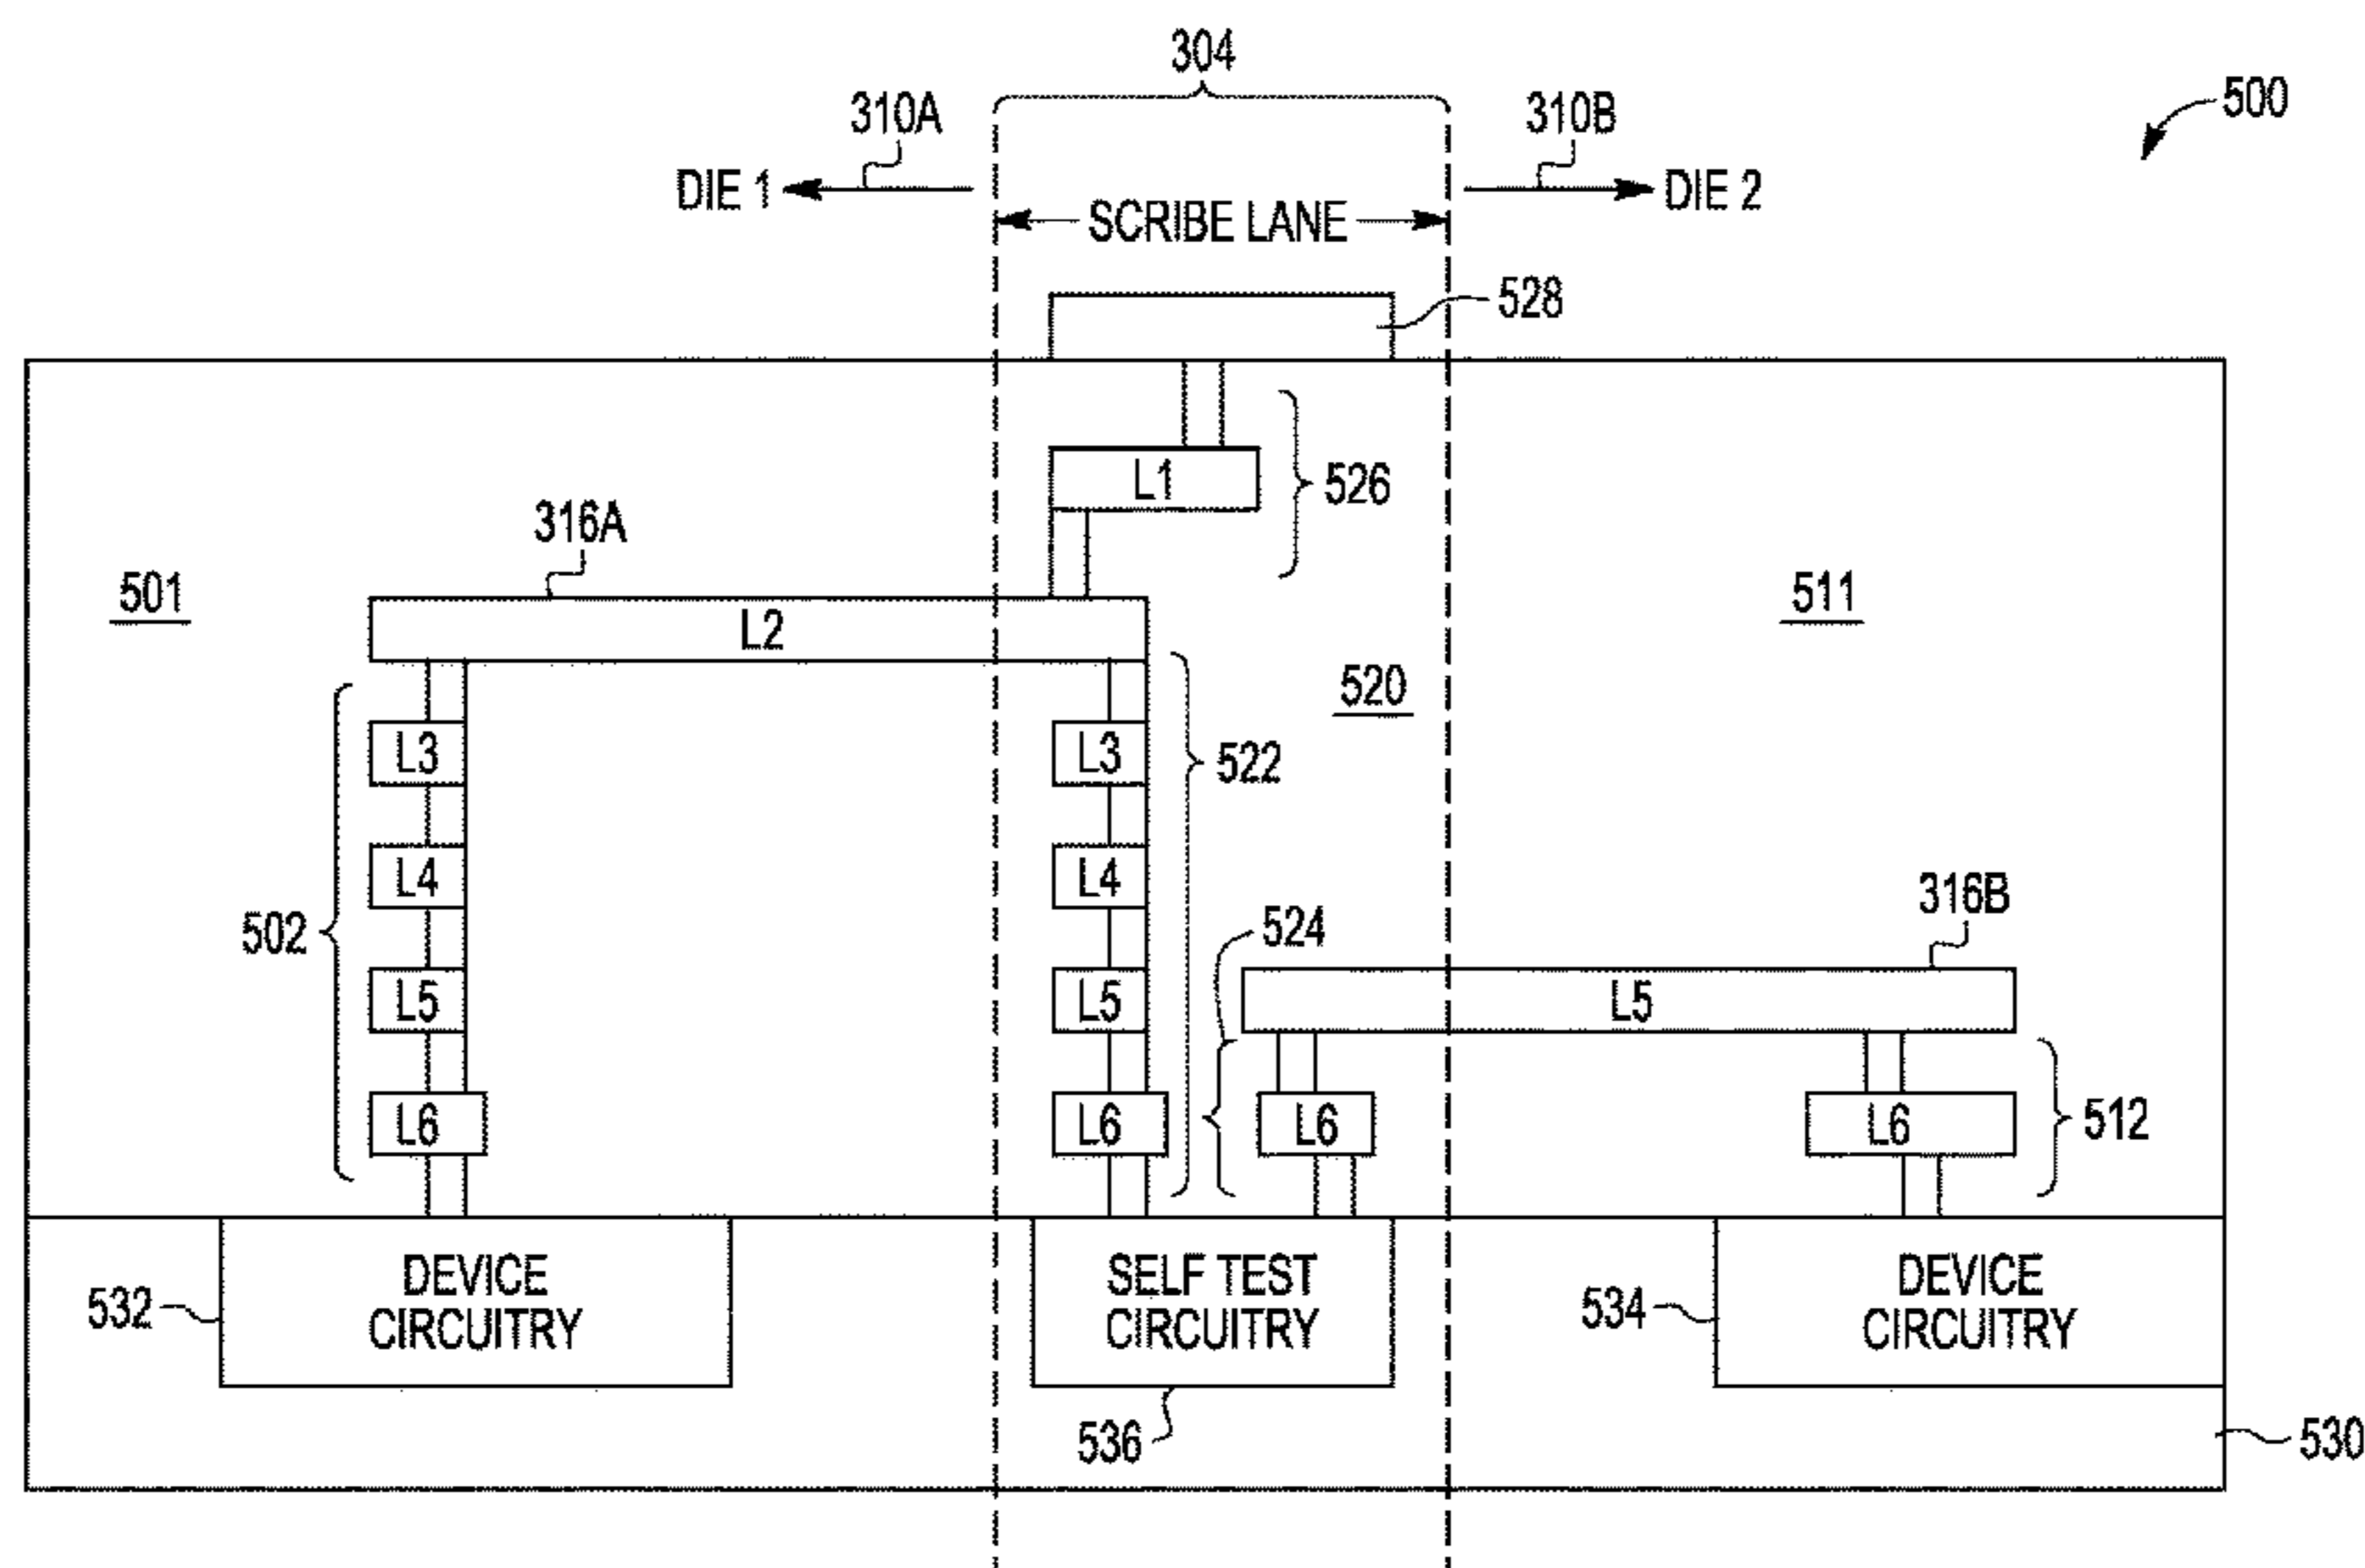 304
310A
310B
500
DIE 1
DIE 2
SCRIBE LANE
528
L1
526
316A
501
511
L2
520
L3
L3
522
L4
L4
316B
502
524
L5
L5
L5
L6
L6
L6
L6
512
DEVICE
CIRCUITRY
SELF TEST
CIRCUITRY
DEVICE
CIRCUITRY
532
534
536
530